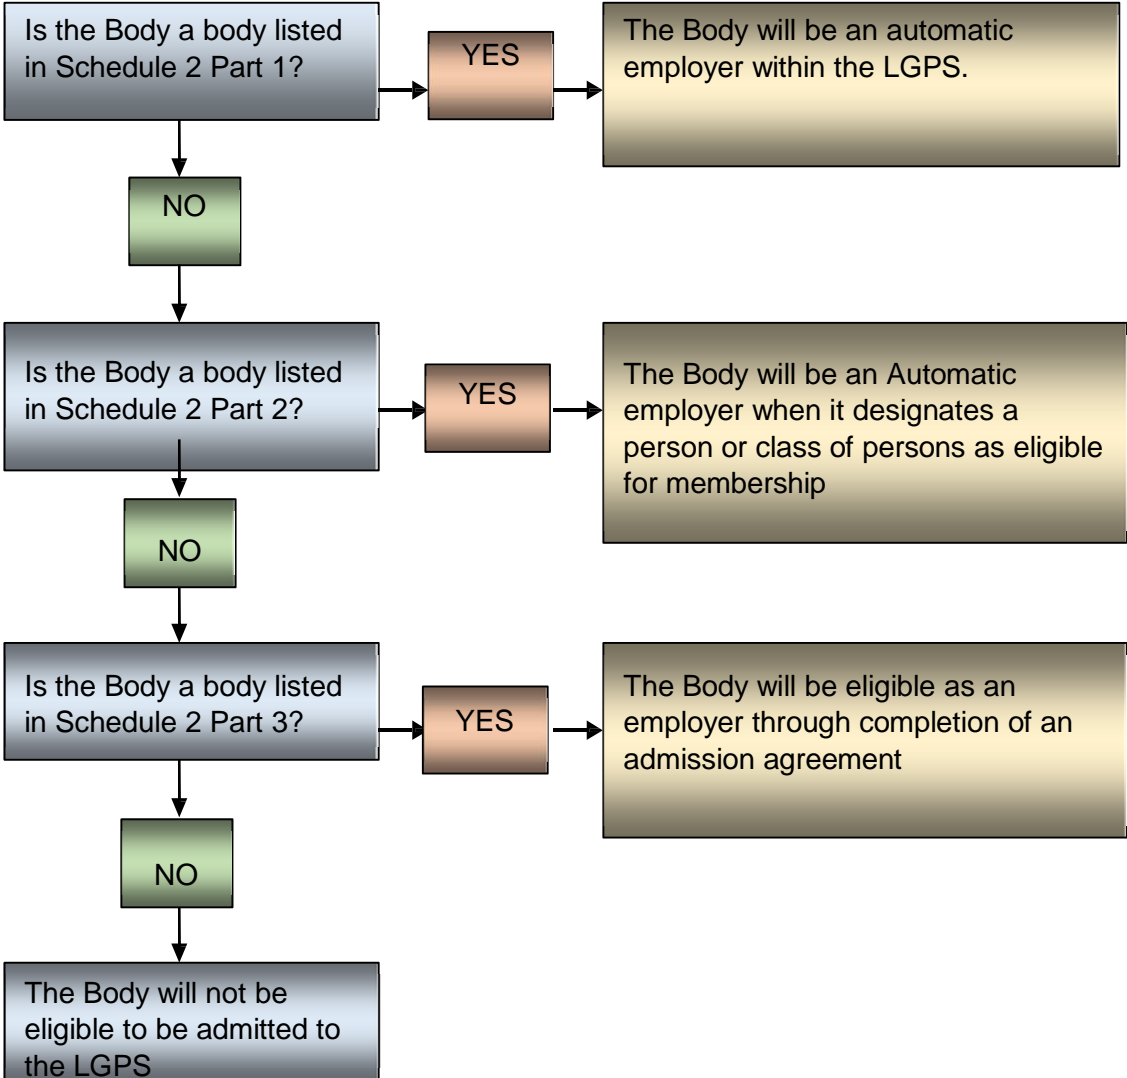 Is the Body a body listed
in Schedule 2 Part 1?
YES
The Body will be an automatic
employer within the LGPS.
NO
Is the Body a body listed
in Schedule 2 Part 2?
YES
The Body will be an Automatic
employer when it designates a
person or class of persons as eligible
for membership
NO
Is the Body a body listed
in Schedule 2 Part 3?
YES
The Body will be eligible as an
employer through completion of an
admission agreement
NO
The Body will not be
eligible to be admitted to
the LGPS